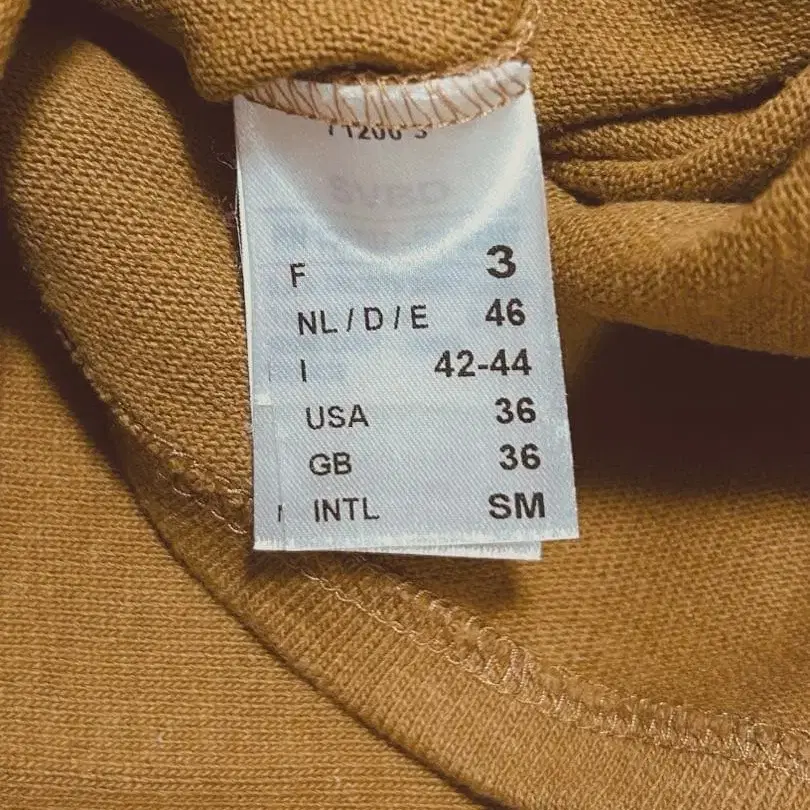 F 3
NL / D / E 46
I 42-44
USA 36
GB 36
INTL SM